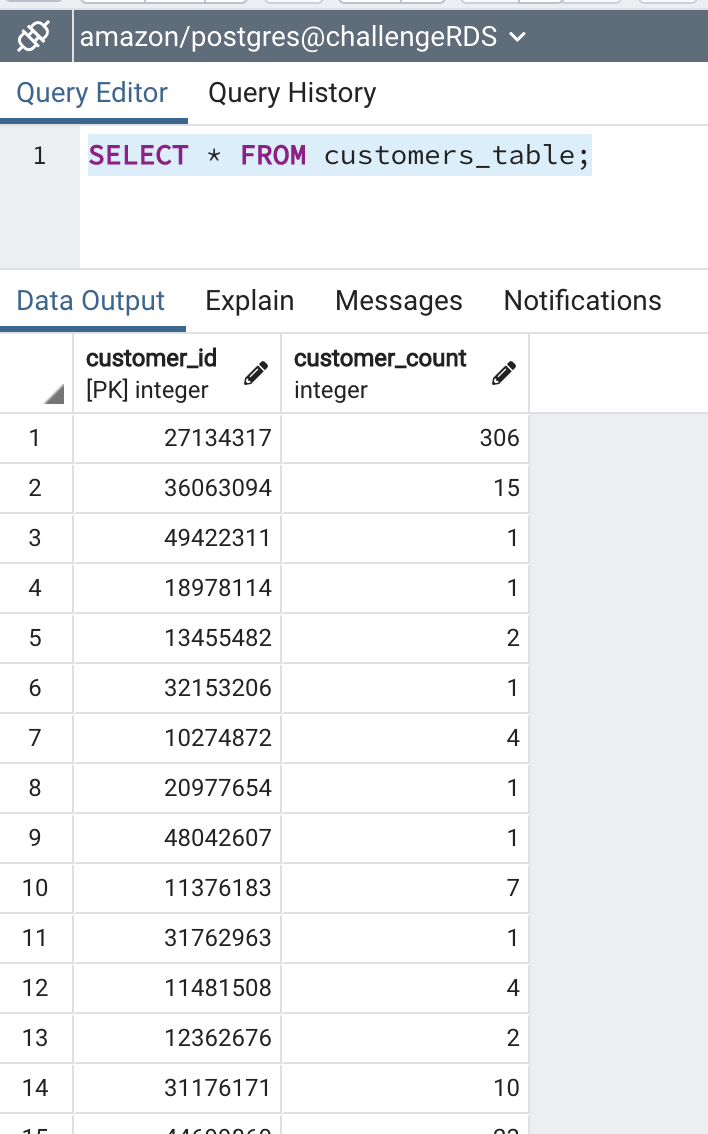 amazon/postgres@challengeRDS
Query Editor Query History
1 SELECT * FROM customers_table;
Data Output Explain Messages Notifications
customer_id customer_count
[PK] integer integer
1 27134317 306
2 36063094 15
3 49422311 1
4 18978114 1
5 13455482 2
6 32153206 1
7 10274872 4
8 20977654 1
9 48042607 1
10 11376183 7
11 31762963 1
12 11481508 4
13 12362676 2
14 31176171 10
15